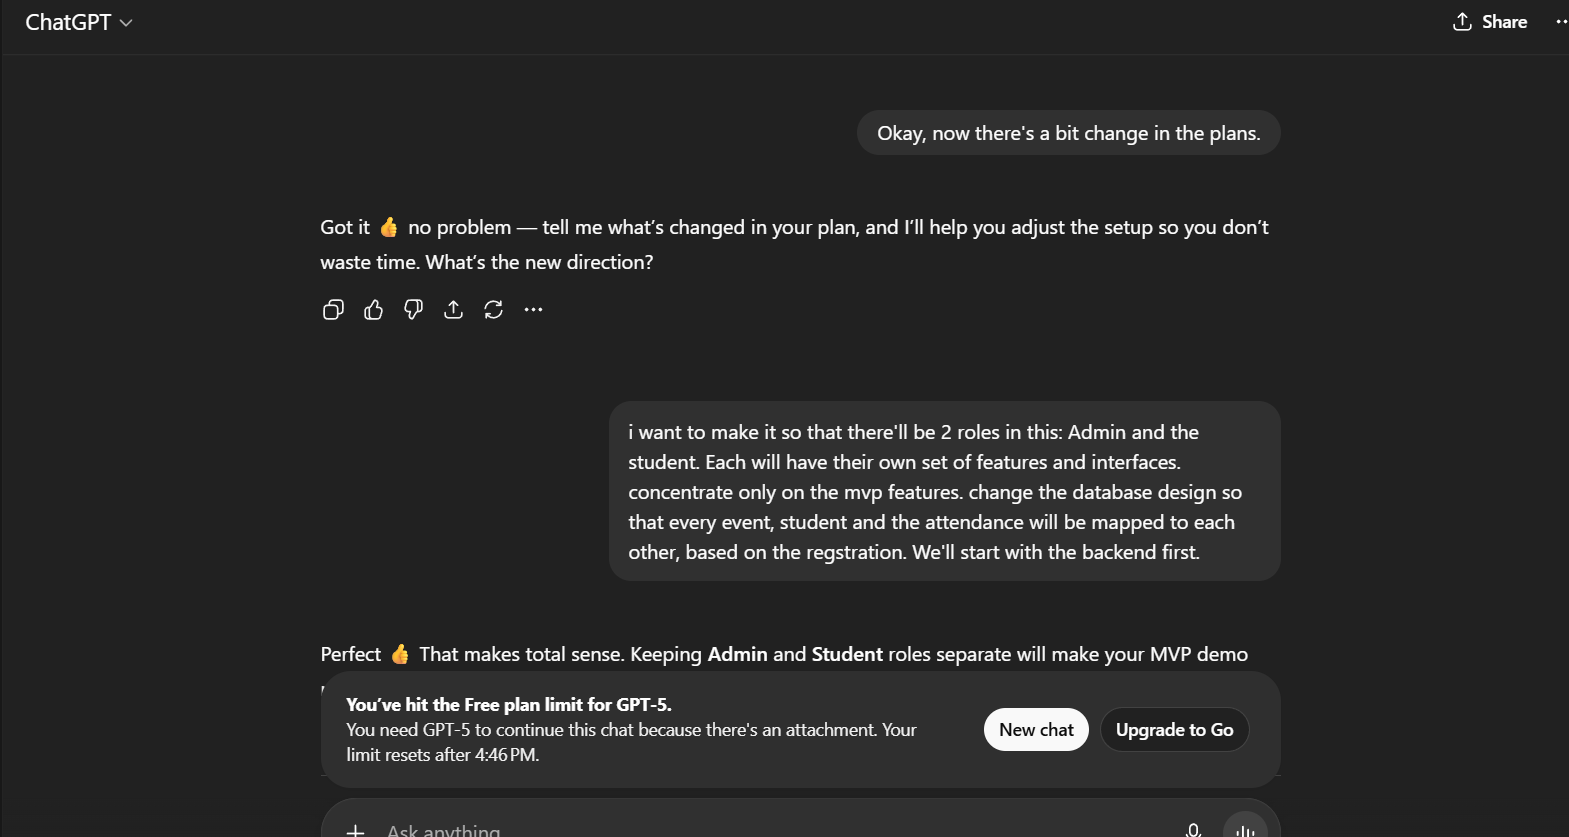 ChatGPT
Share
Okay, now there's a bit change in the plans.
Got it 👍 no problem — tell me what's changed in your plan, and I'll help you adjust the setup so you don't
waste time. What's the new direction?
i want to make it so that there'll be 2 roles in this: Admin and the
student. Each will have their own set of features and interfaces.
concentrate only on the mvp features. change the database design so
that every event, student and the attendance will be mapped to each
other, based on the regstration. We'll start with the backend first.
Perfect 👍 That makes total sense. Keeping Admin and Student roles separate will make your MVP demo
You've hit the Free plan limit for GPT-5.
You need GPT-5 to continue this chat because there's an attachment. Your
limit resets after 4:46 PM.
New chat
Upgrade to Go
Ask anything